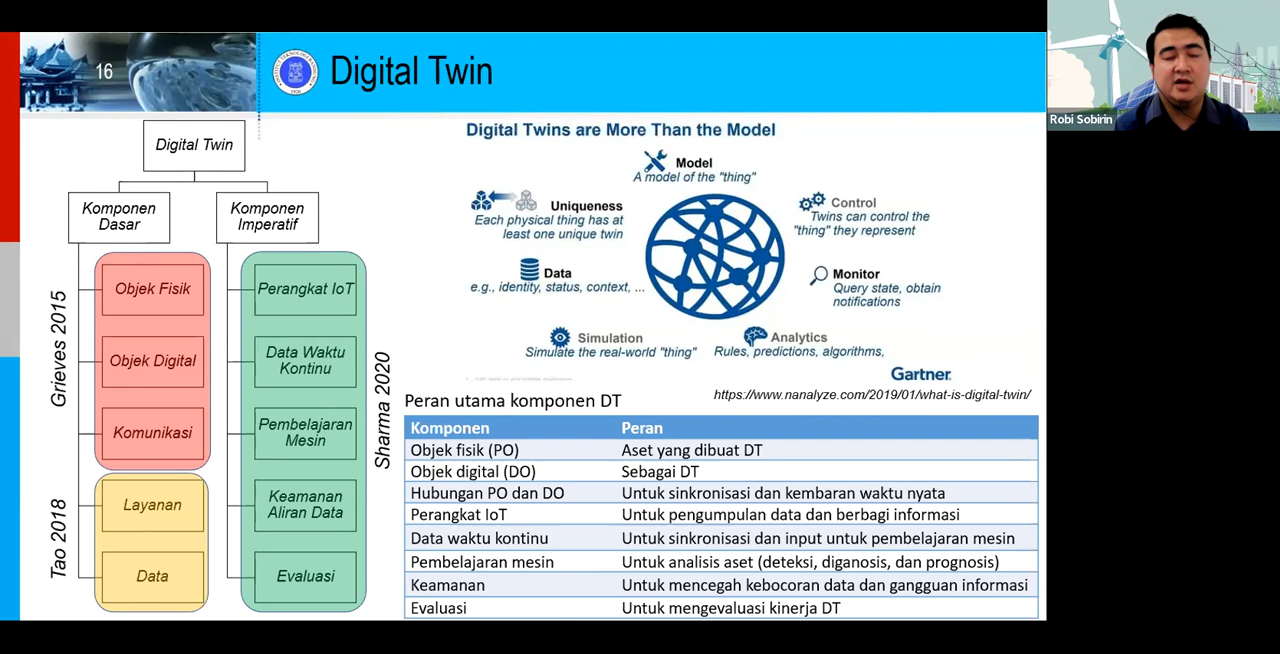 16
Digital Twin
Robi Sobirin
Digital Twin
Komponen
Dasar
Komponen
Imperatif
Grieves 2015
Objek Fisik
Objek Digital
Komunikasi
Tao 2018
Layanan
Data
Perangkat IoT
Data Waktu
Kontinu
Pembelajaran
Mesin
Keamanan
Aliran Data
Evaluasi
Sharma 2020
Digital Twins are More Than the Model
Model
A model of the "thing"
Uniqueness
Each physical thing has at
least one unique twin
Control
Twins can control the
"thing" they represent
Data
e.g., identity, status, context, ...
Monitor
Query state, obtain
notifications
Simulation
Simulate the real-world "thing"
Analytics
Rules, predictions, algorithms,
Gartner
https://www.nanalyze.com/2019/01/what-is-digital-twin/
Peran utama komponen DT
Komponen Peran
Objek fisik (PO) Aset yang dibuat DT
Objek digital (DO) Sebagai DT
Hubungan PO dan DO Untuk sinkronisasi dan kembaran waktu nyata
Perangkat IoT Untuk pengumpulan data dan berbagi informasi
Data waktu kontinu Untuk sinkronisasi dan input untuk pembelajaran mesin
Pembelajaran mesin Untuk analisis aset (deteksi, diganosis, dan prognosis)
Keamanan Untuk mencegah kebocoran data dan gangguan informasi
Evaluasi Untuk mengevaluasi kinerja DT